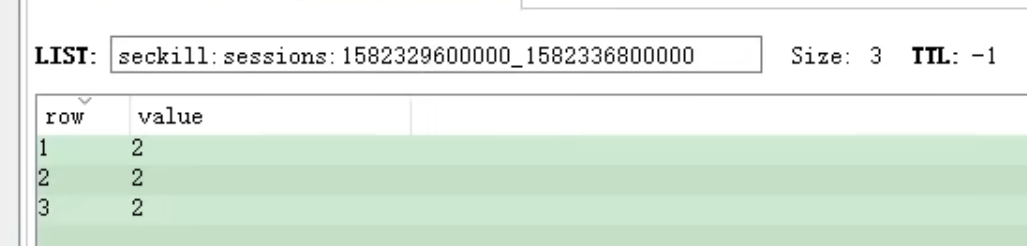 LIST: seckill:sessions:1582329600000_1582336800000 Size: 3 TTL: -1
row value
1 2
2 2
3 2